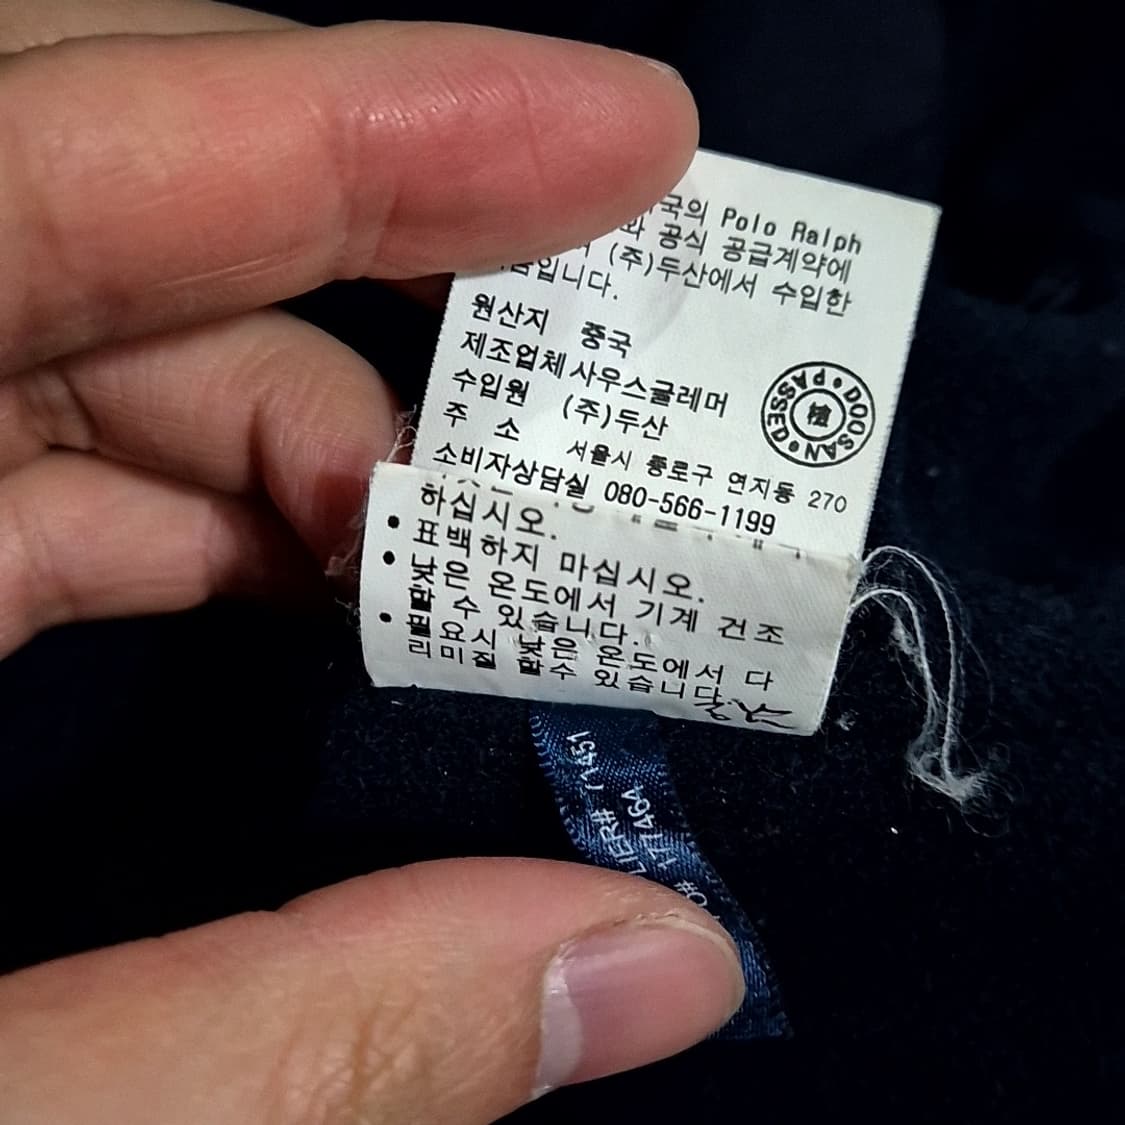 국의 Polo Ralph
와 공식 공급계약에
(주)두산에서 수입한
입니다.
원산지 중국
제조업체 사우스귤레머
수입원 (주)두산
주 소 서울시 종로구 연지동 270
소비자상담실 080-566-1199
DOOSAN PASSED
하십시오.
• 표백하지 마십시오.
• 낮은 온도에서 기계 건조
할 수 있습니다.
• 필요시 낮은 온도에서 다
리미질 할수 있습니다.
177464